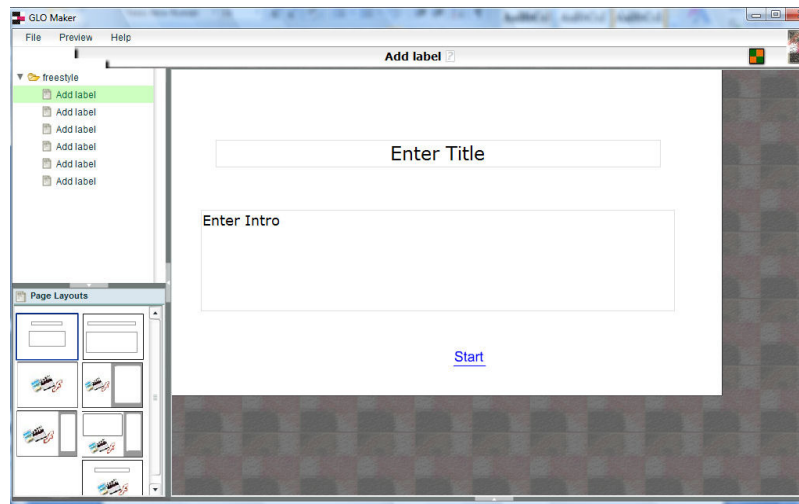 GLO Maker
File Preview Help
Add label
freestyle
Add label
Add label
Add label
Add label
Add label
Add label
Page Layouts
Enter Title
Enter Intro
Start